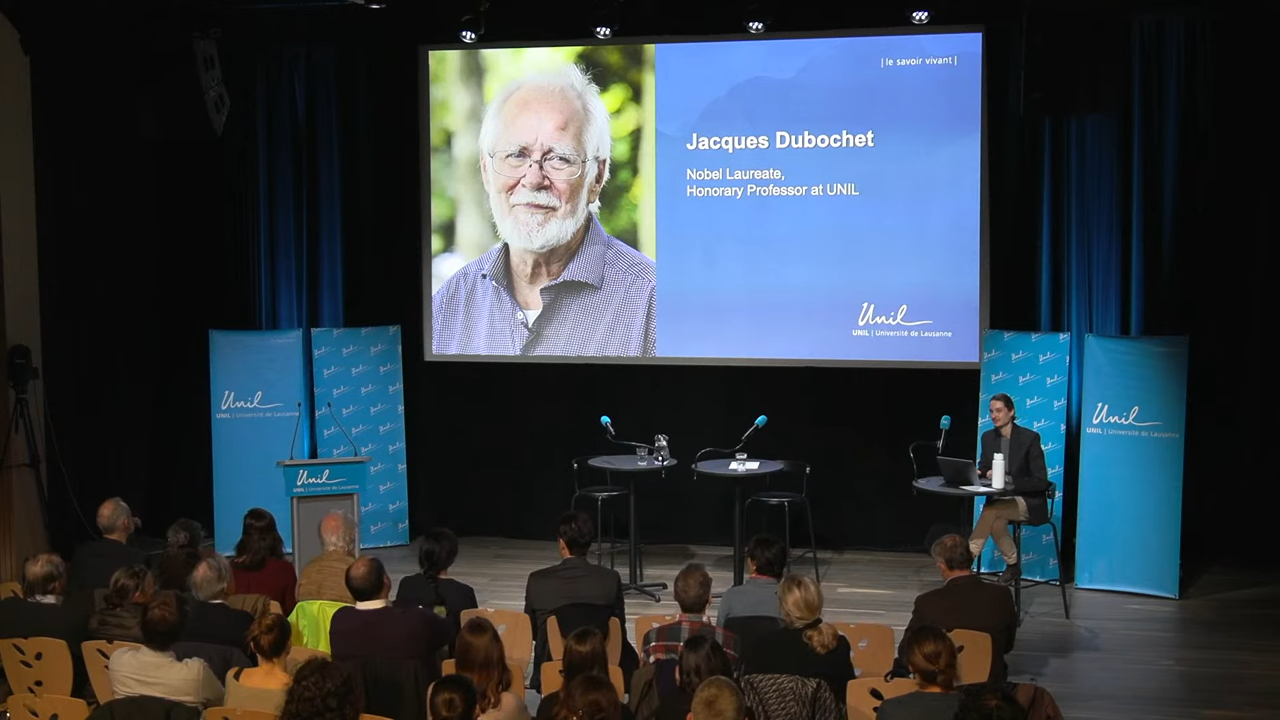 | le savoir vivant |
Jacques Dubochet
Nobel Laureate,
Honorary Professor at UNIL
Unil
UNIL | Université de Lausanne
Unil
UNIL | Université de Lausanne
Unil
UNIL | Université de Lausanne
Unil
UNIL | Université de Lausanne